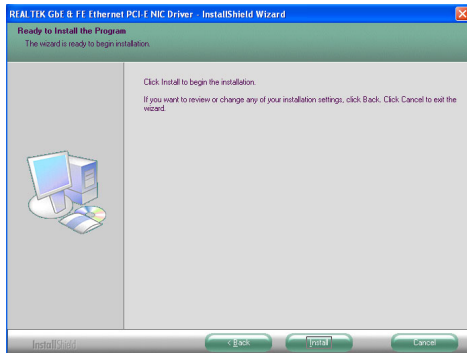 REALTEK GbE & FE Ethernet PCI-E NIC Driver - InstallShield Wizard
Ready to Install the Program
The wizard is ready to begin installation.
Click Install to begin the installation.
If you want to review or change any of your installation settings, click Back. Click Cancel to exit the
wizard.
InstallShield
< Back
Install
Cancel